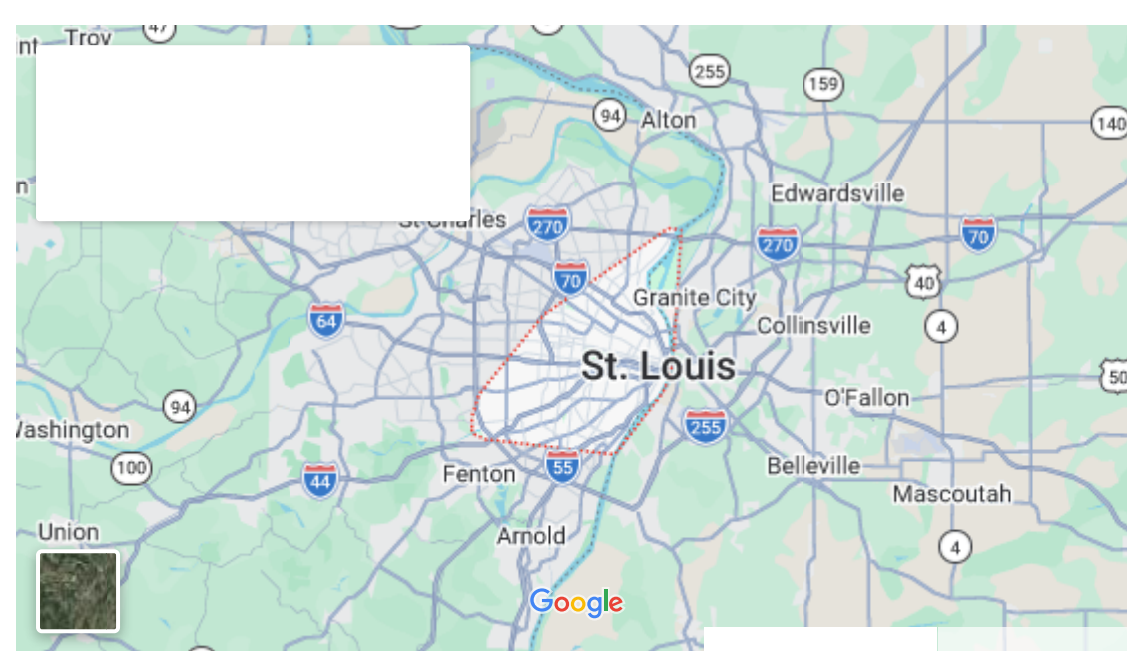 47
Troy
255
159
94
Alton
140
Edwardsville
St Charles
270
270
70
70
40
Granite City
64
Collinsville
4
St. Louis
50
O'Fallon
94
255
Washington
100
Fenton
55
Belleville
44
Mascoutah
Union
Arnold
4
Google